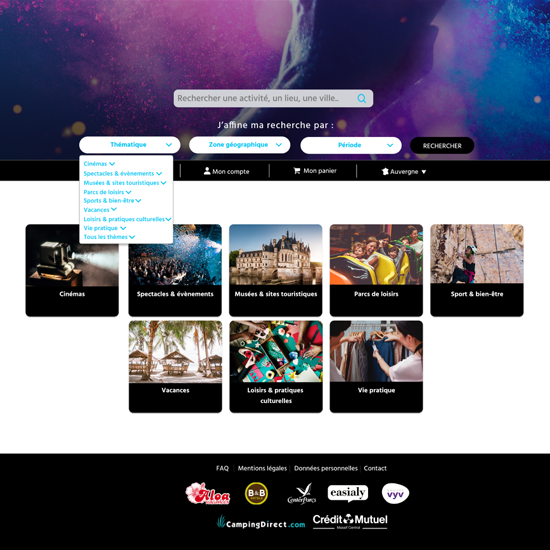 Rechercher une activité, un lieu, une ville..
J'affine ma recherche par :
Thématique
Zone géographique
Période
RECHERCHER
Cinémas
Spectacles & évènements
Musées & sites touristiques
Parcs de loisirs
Sports & bien-être
Vacances
Loisirs & pratiques culturelles
Vie pratique
Tous les thèmes
Mon compte
Mon panier
Auvergne
Cinémas
Spectacles & évènements
Musées & sites touristiques
Parcs de loisirs
Sport & bien-être
Vacances
Loisirs & pratiques
culturelles
Vie pratique
FAQ
Mentions légales
Données personnelles
Contact
Aloa
VACANCES
B&B
HOTELS
CenterParcs
easialy
vyv
CampingDirect.com
Crédit Mutuel
Massif Central